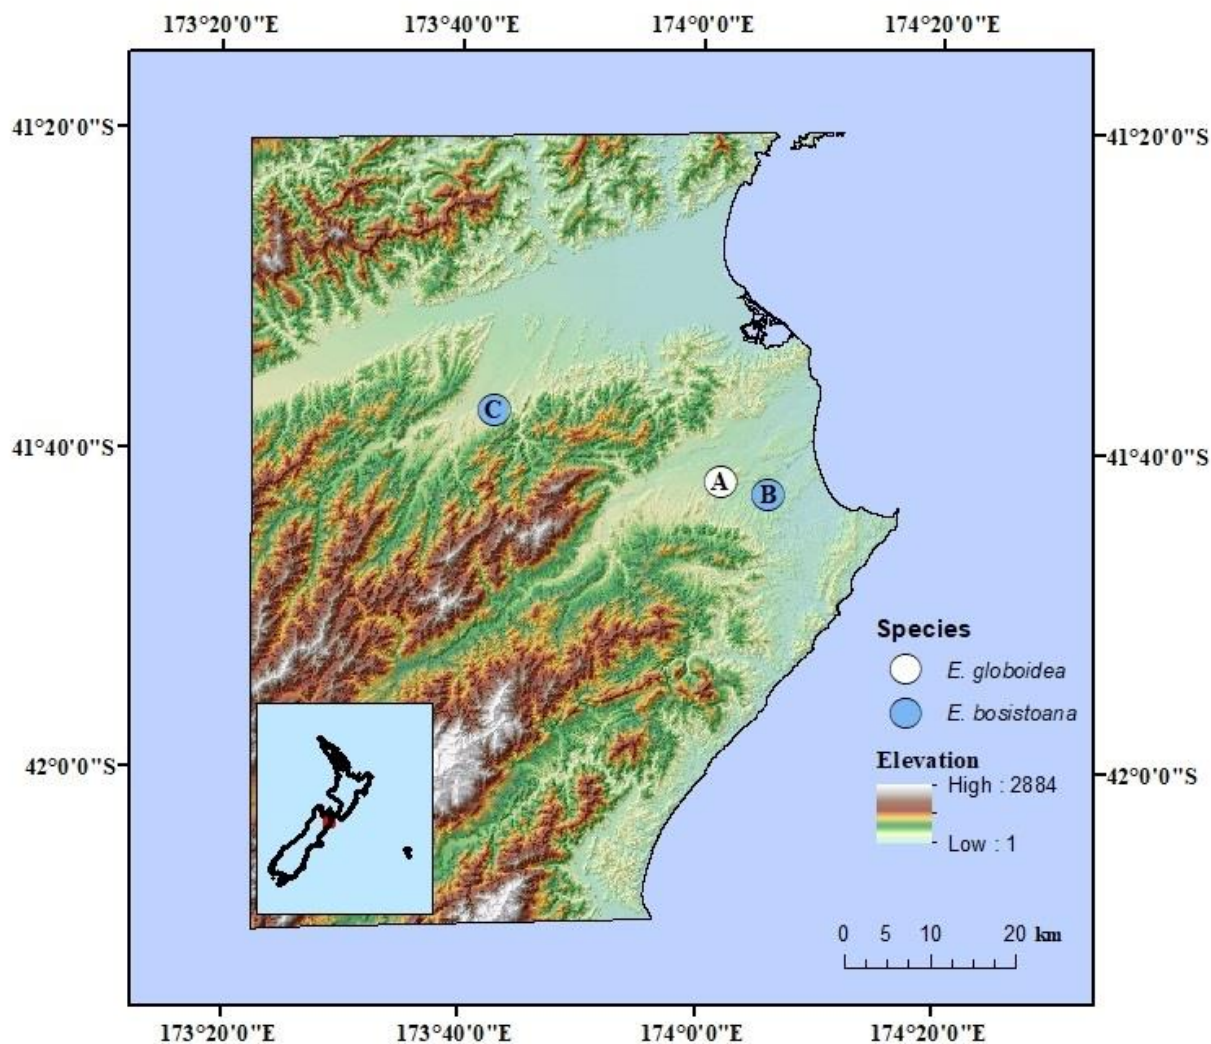 173°20'0"E 173°40'0"E 174°0'0"E 174°20'0"E
41°20'0"S 41°20'0"S
C
41°40'0"S 41°40'0"S
A
B
Species
E. globoidea
E. bosistoana
Elevation
42°0'0"S 42°0'0"S
High : 2884
Low : 1
0 5 10 20 km
173°20'0"E 173°40'0"E 174°0'0"E 174°20'0"E